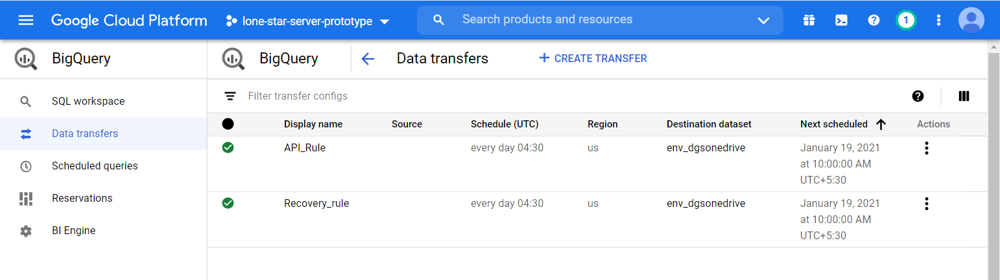 Google Cloud Platform
lone-star-server-prototype
Search products and resources
1
BigQuery
BigQuery
Data transfers
CREATE TRANSFER
SQL workspace
Data transfers
Scheduled queries
Reservations
BI Engine
Filter transfer configs
Display name Source Schedule (UTC) Region Destination dataset Next scheduled Actions
API_Rule every day 04:30 us env_dgsonedrive January 19, 2021
at 10:00:00 AM
UTC+5:30
Recovery_rule every day 04:30 us env_dgsonedrive January 19, 2021
at 10:00:00 AM
UTC+5:30